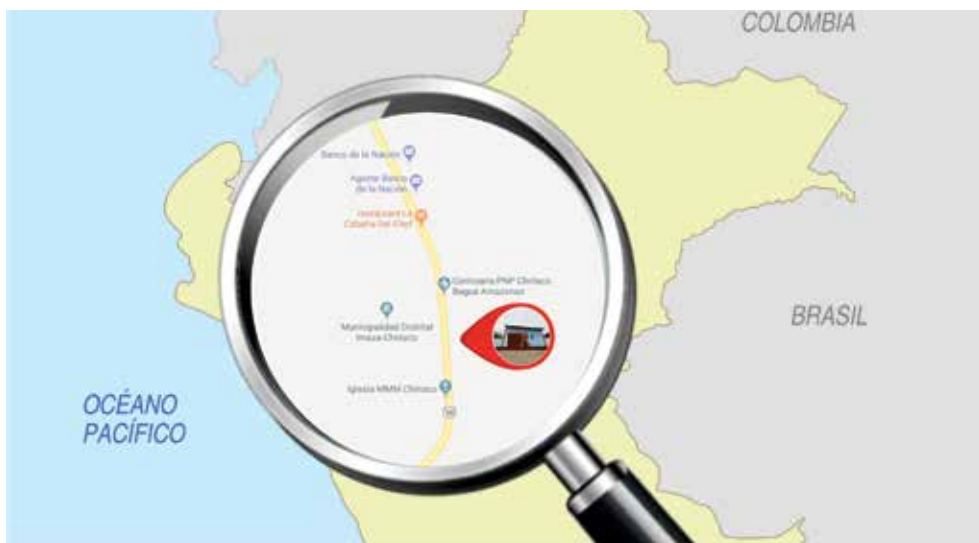 COLOMBIA
Banco de la Nación
Agente Banco
de la Nación
Restaurant La
Cabaña Del Chef
Comisaria PNP Chiriaco
Bagua Amazonas
Municipalidad Distrital
Imaza-Chiriaco
BRASIL
Iglesia MMM Chiriaco
OCÉANO
PACÍFICO